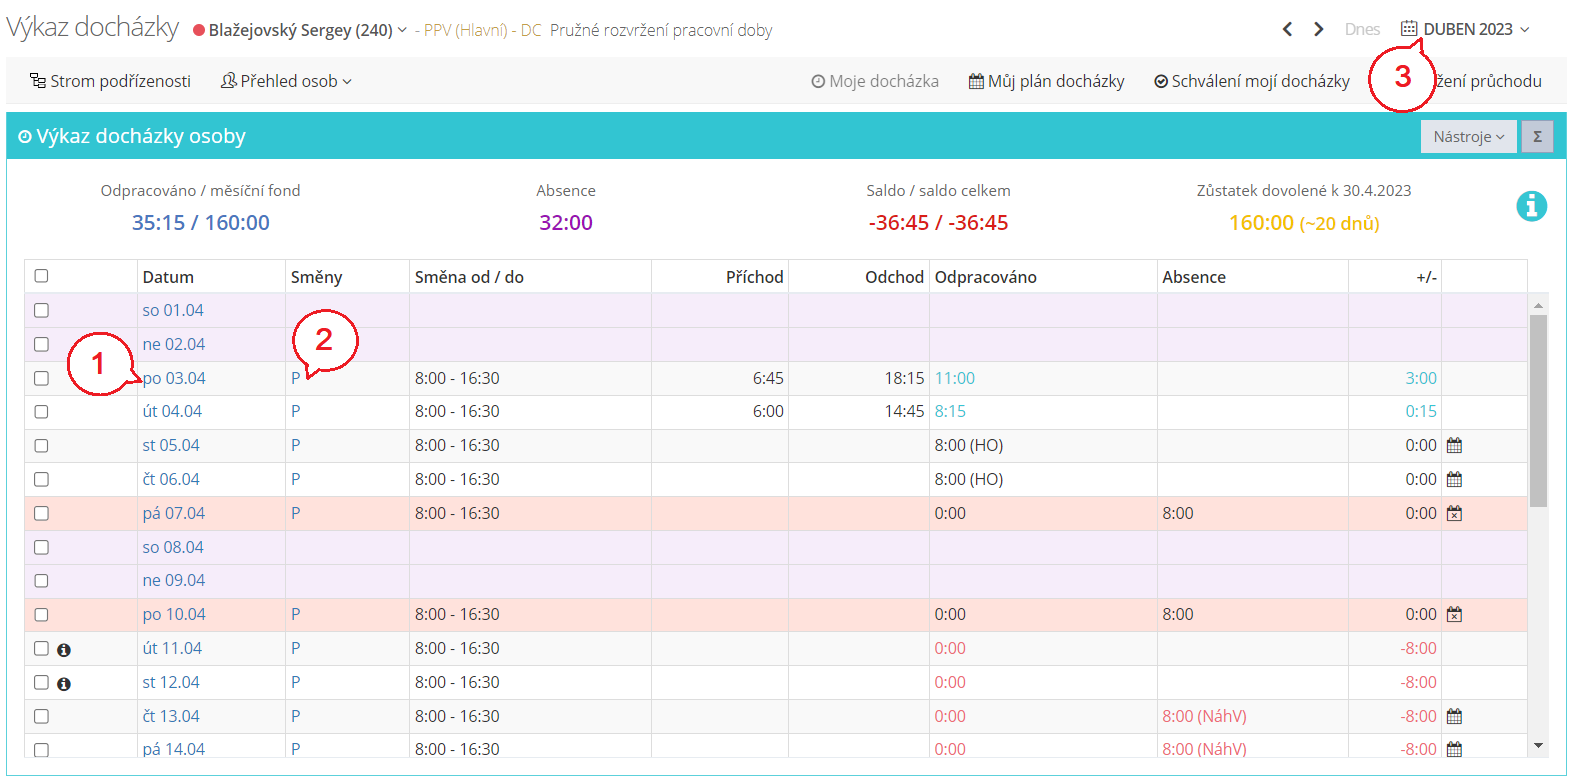 Výkaz docházky Blažejovský Sergey (240) - PPV (Hlavní) - DC Pružné rozvržení pracovní doby Dnes DUBEN 2023
Strom podřízenosti Přehled osob Moje docházka Můj plán docházky Schválení mojí docházky 3 žení průchodu
Výkaz docházky osoby Nástroje Σ
Odpracováno / měsíční fond Absence Saldo / saldo celkem Zůstatek dovolené k 30.4.2023
35:15 / 160:00 32:00 -36:45 / -36:45 160:00 (~20 dnů)
Datum Směny Směna od / do Příchod Odchod Odpracováno Absence +/-
so 01.04
ne 02.04 2
1
po 03.04 P 8:00 - 16:30 6:45 18:15 11:00 3:00
út 04.04 P 8:00 - 16:30 6:00 14:45 8:15 0:15
st 05.04 P 8:00 - 16:30 8:00 (HO) 0:00
čt 06.04 P 8:00 - 16:30 8:00 (HO) 0:00
pá 07.04 P 8:00 - 16:30 0:00 8:00 0:00
so 08.04
ne 09.04
po 10.04 P 8:00 - 16:30 0:00 8:00 0:00
út 11.04 P 8:00 - 16:30 0:00 -8:00
st 12.04 P 8:00 - 16:30 0:00 -8:00
čt 13.04 P 8:00 - 16:30 0:00 8:00 (NáhV) -8:00
pá 14.04 P 8:00 - 16:30 0:00 8:00 (NáhV) -8:00